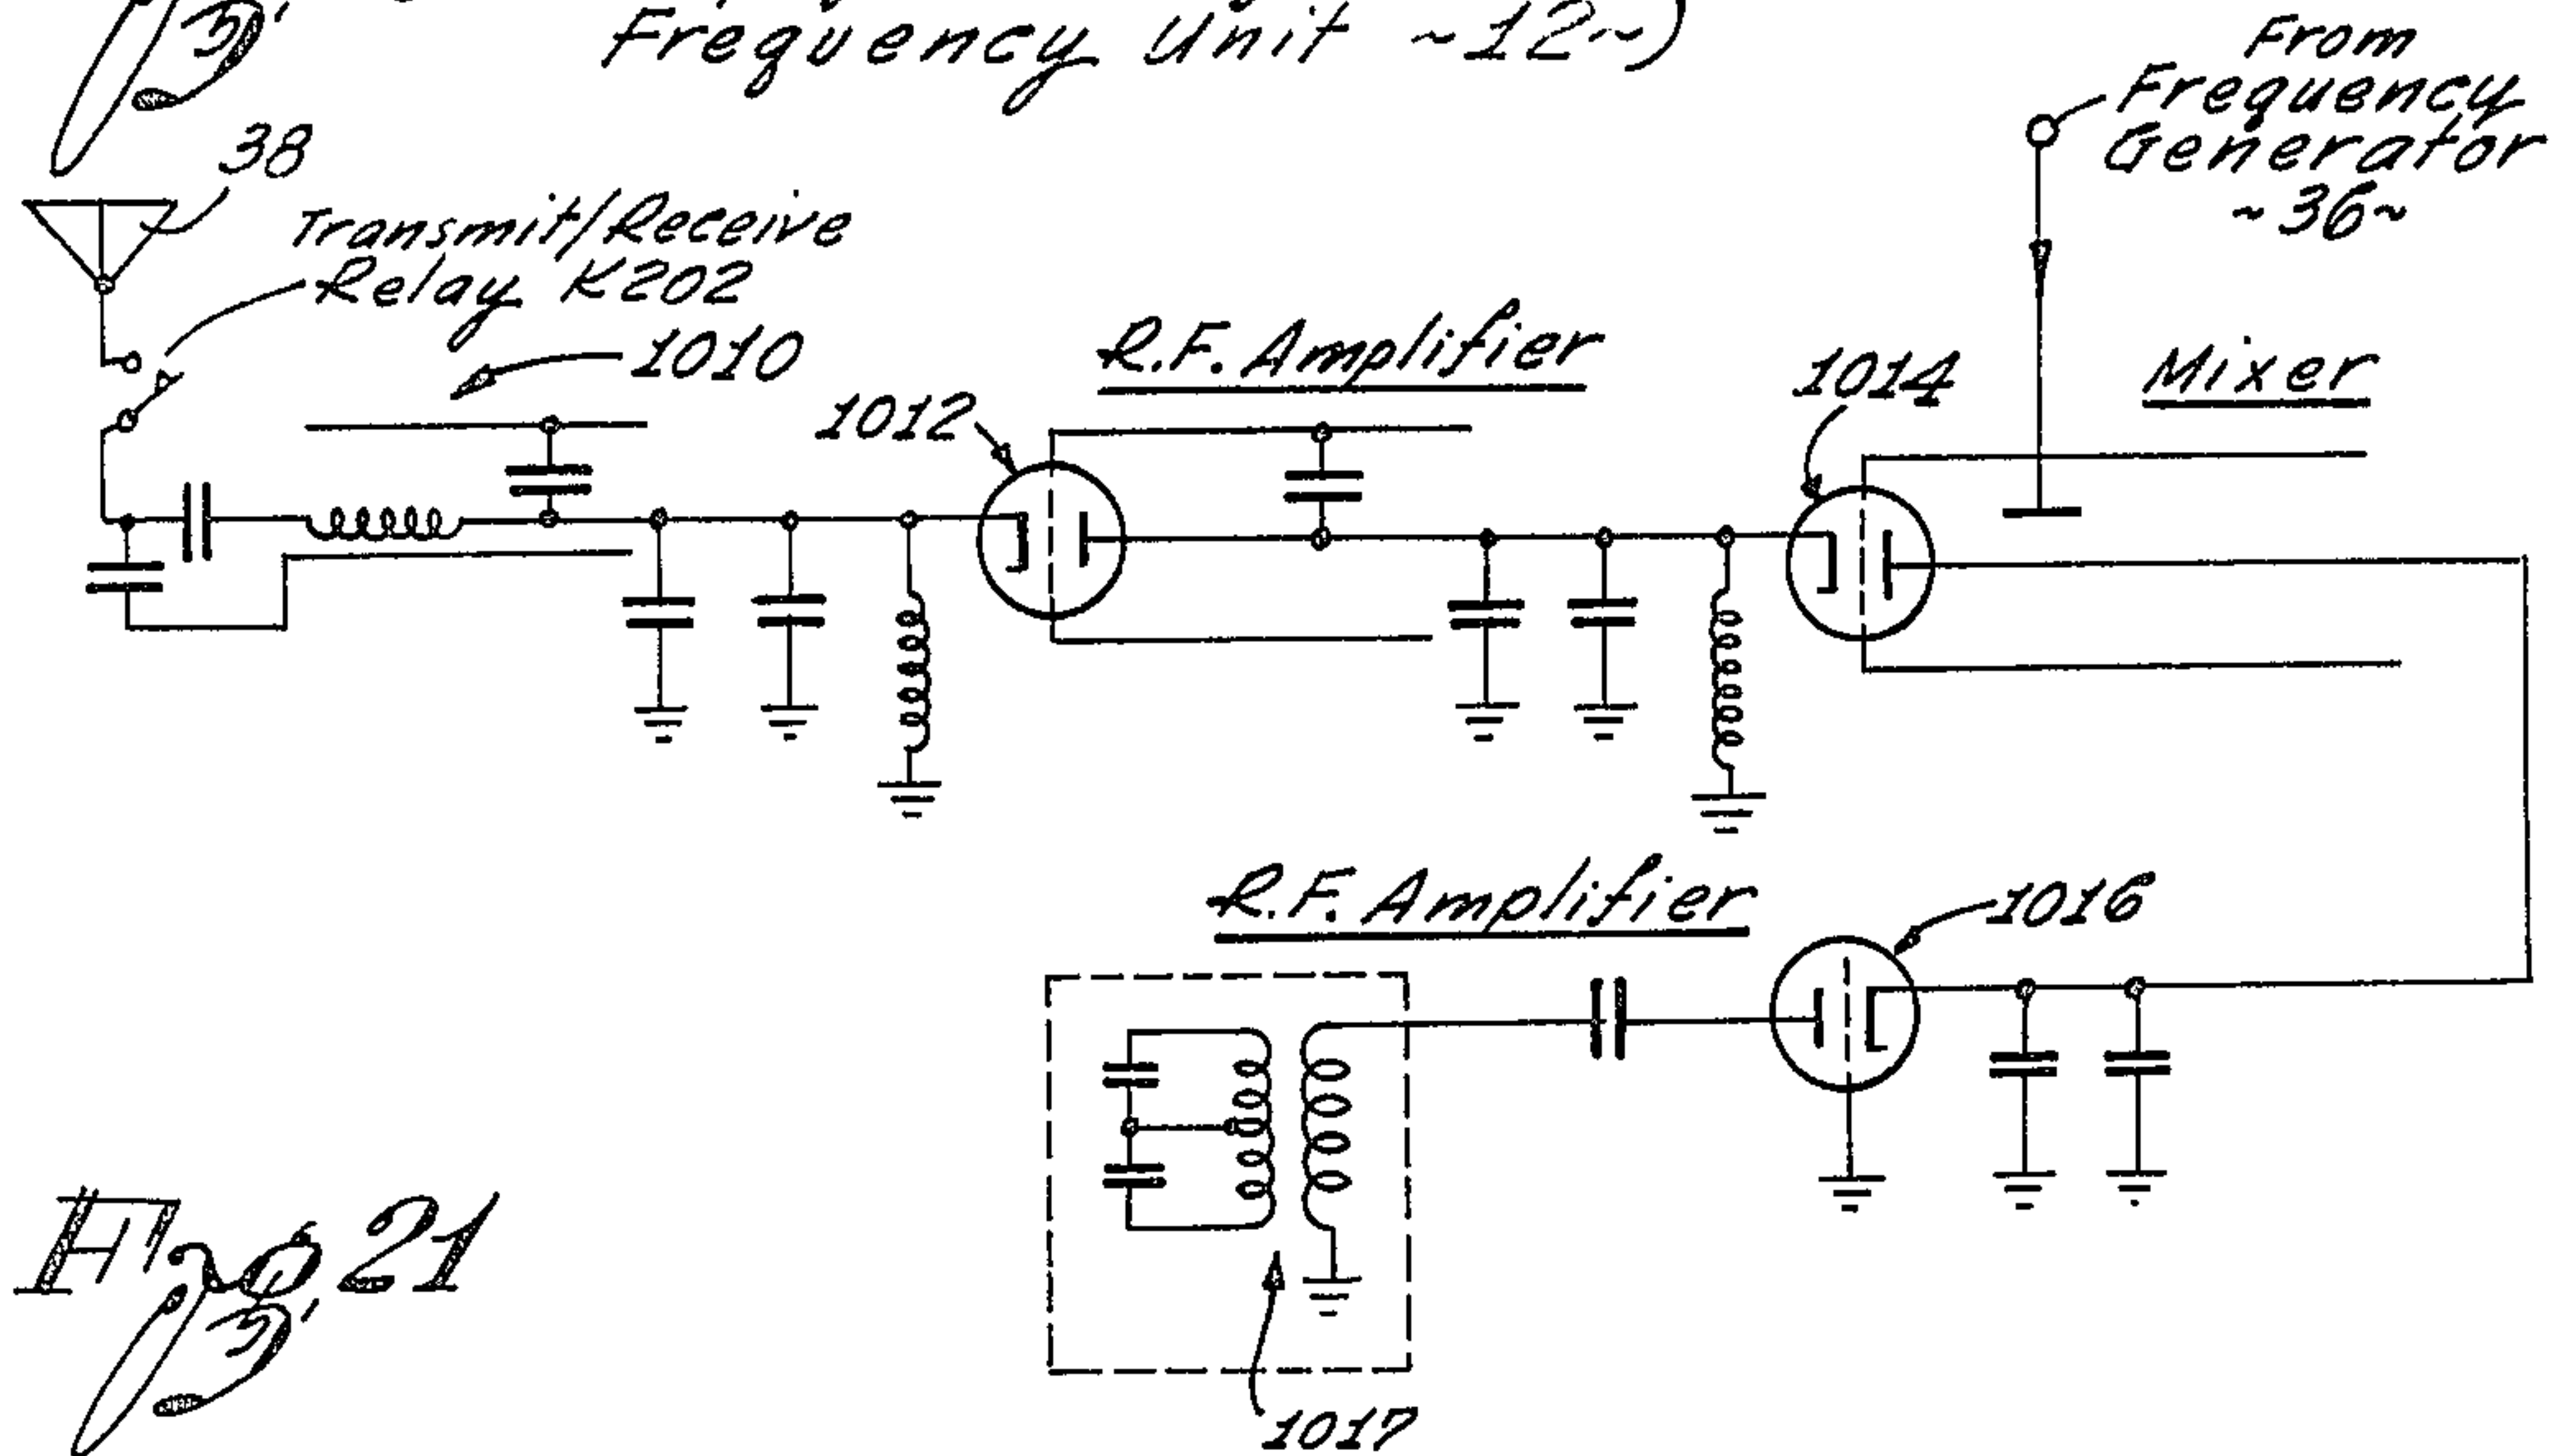 Frequency Unit ~12~)
From
Frequency
Generator
~36~
38
Transmit/Receive
Relay K202
1010
R.F. Amplifier
1012
1014
Mixer
R.F. Amplifier
1016
1017
Fig 21